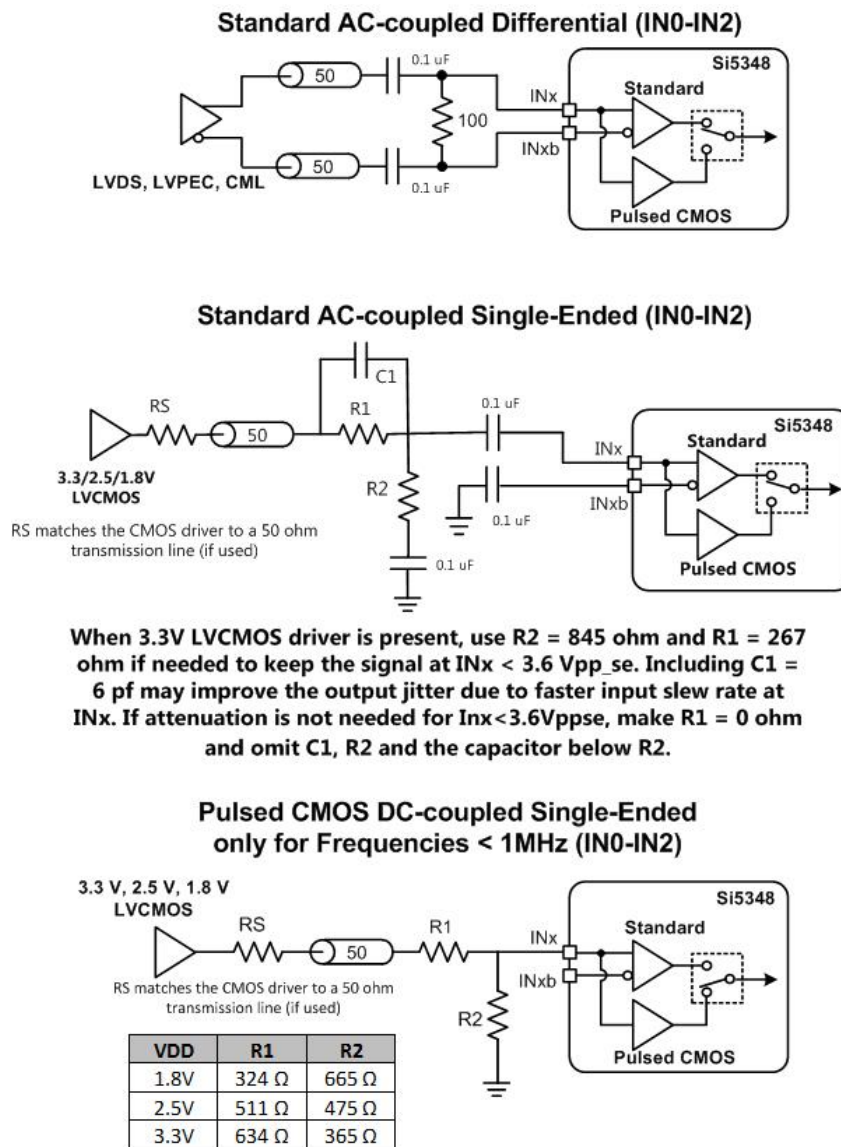 Standard AC-coupled Differential (IN0-IN2)
0.1 uF
Si5348
50
INx
Standard
100
50
INxb
LVDS, LVPEC, CML
0.1 uF
Pulsed CMOS
Standard AC-coupled Single-Ended (IN0-IN2)
C1
RS
R1
0.1 uF
Si5348
50
INx
Standard
3.3/2.5/1.8V
LVCMOS
R2
INxb
0.1 uF
RS matches the CMOS driver to a 50 ohm
transmission line (if used)
0.1 uF
Pulsed CMOS
When 3.3V LVCMOS driver is present, use R2 = 845 ohm and R1 = 267
ohm if needed to keep the signal at INx < 3.6 Vpp_se. Including C1 =
6 pf may improve the output jitter due to faster input slew rate at
INx. If attenuation is not needed for Inx<3.6Vppse, make R1 = 0 ohm
and omit C1, R2 and the capacitor below R2.
Pulsed CMOS DC-coupled Single-Ended
only for Frequencies < 1MHz (IN0-IN2)
3.3 V, 2.5 V, 1.8 V
LVCMOS
Si5348
RS
R1
INx
Standard
50
INxb
RS matches the CMOS driver to a 50 ohm
transmission line (if used)
R2
Pulsed CMOS
VDD R1 R2
1.8V 324 Ω 665 Ω
2.5V 511 Ω 475 Ω
3.3V 634 Ω 365 Ω